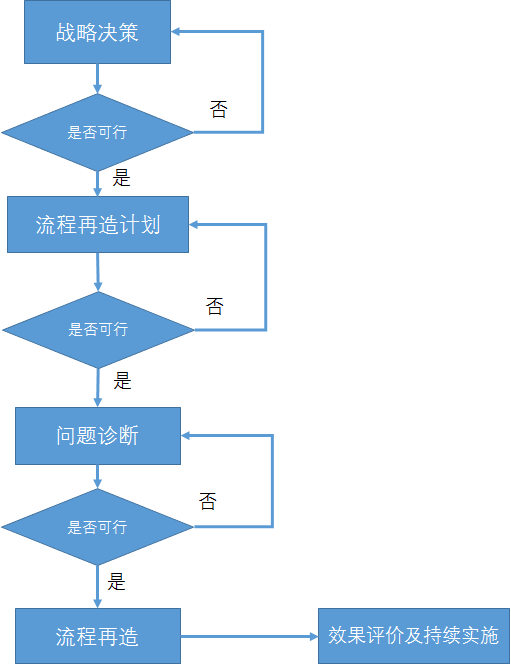 战略决策
否
是否可行
是
流程再造计划
否
是否可行
是
问题诊断
否
是否可行
是
流程再造
效果评价及持续实施